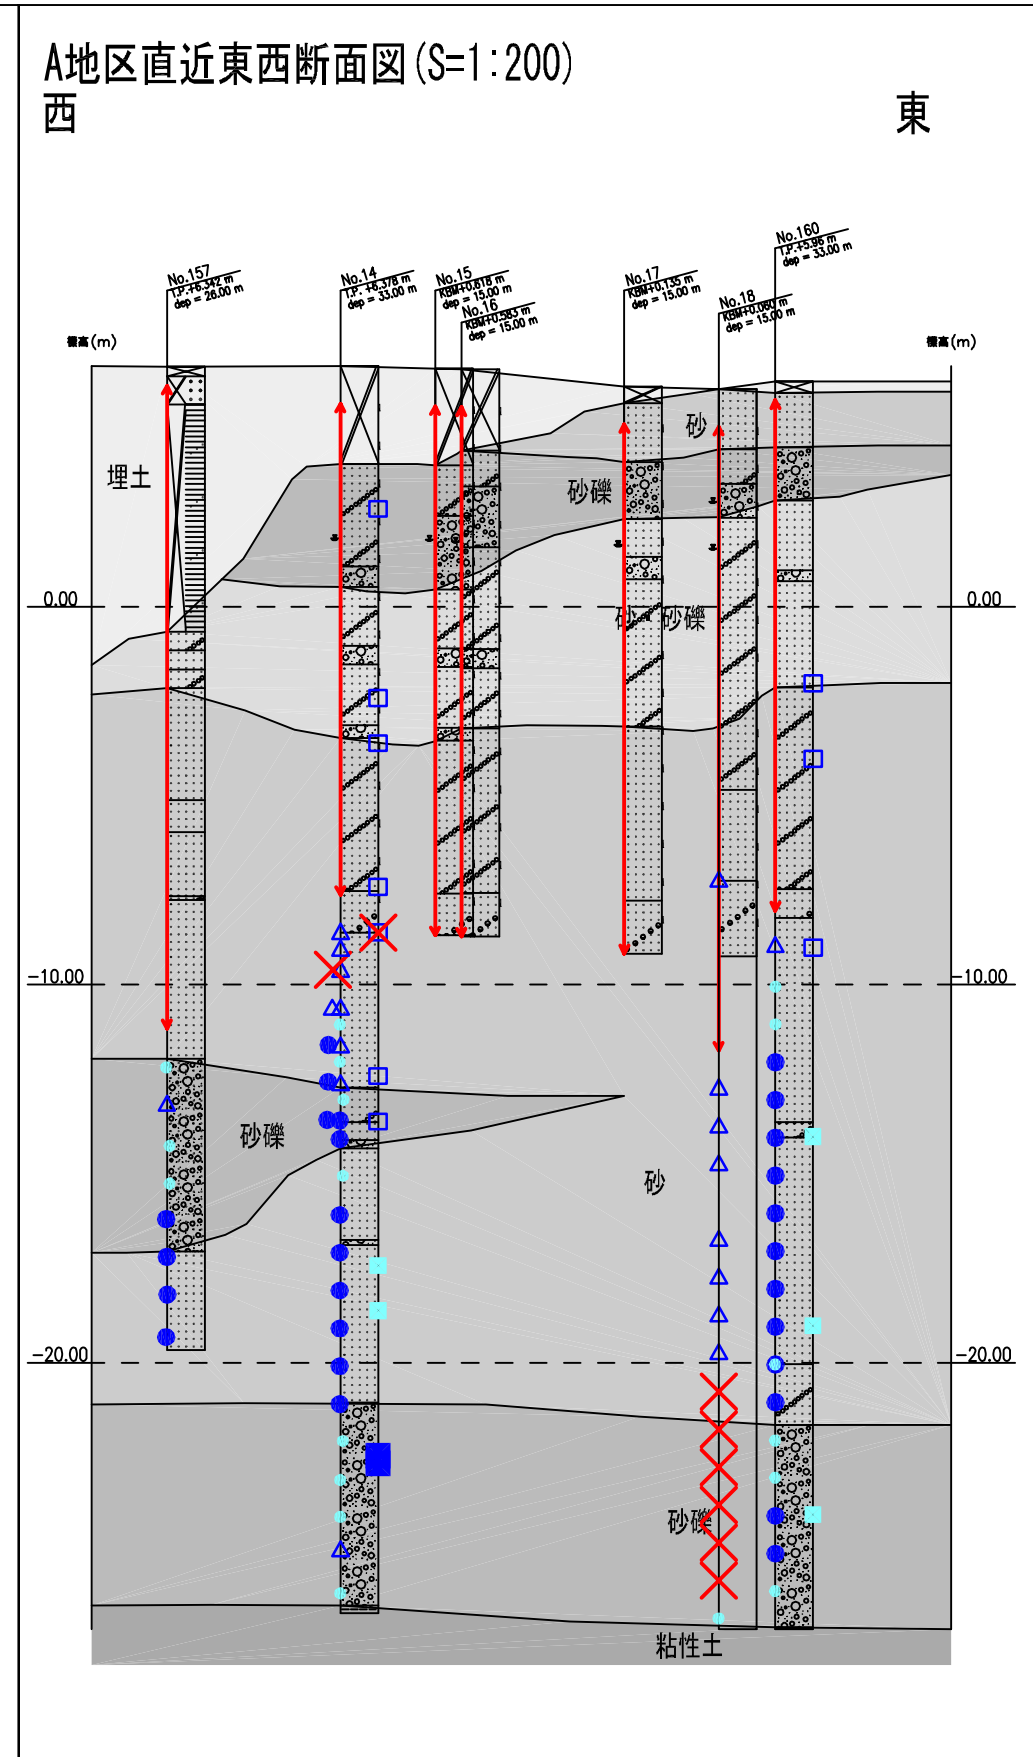 A地区直近東西断面図(S=1:200)
西
東
No.160
T.P.+5.96 m
dep = 33.00 m
No.157
T.P.+6.342 m
dep = 26.00 m
No.14
T.P. +6.378 m
dep = 33.00 m
No.15
KBM+0.618 m
dep = 15.00 m
No.16
KBM+0.583 m
dep = 15.00 m
No.17
KBM+0.135 m
dep = 15.00 m
No.18
KBM+0.060 m
dep = 15.00 m
標高(m)
標高(m)
砂
埋土
砂礫
0.00
0.00
砂・砂礫
-10.00
-10.00
砂礫
砂
-20.00
-20.00
砂礫
粘性土